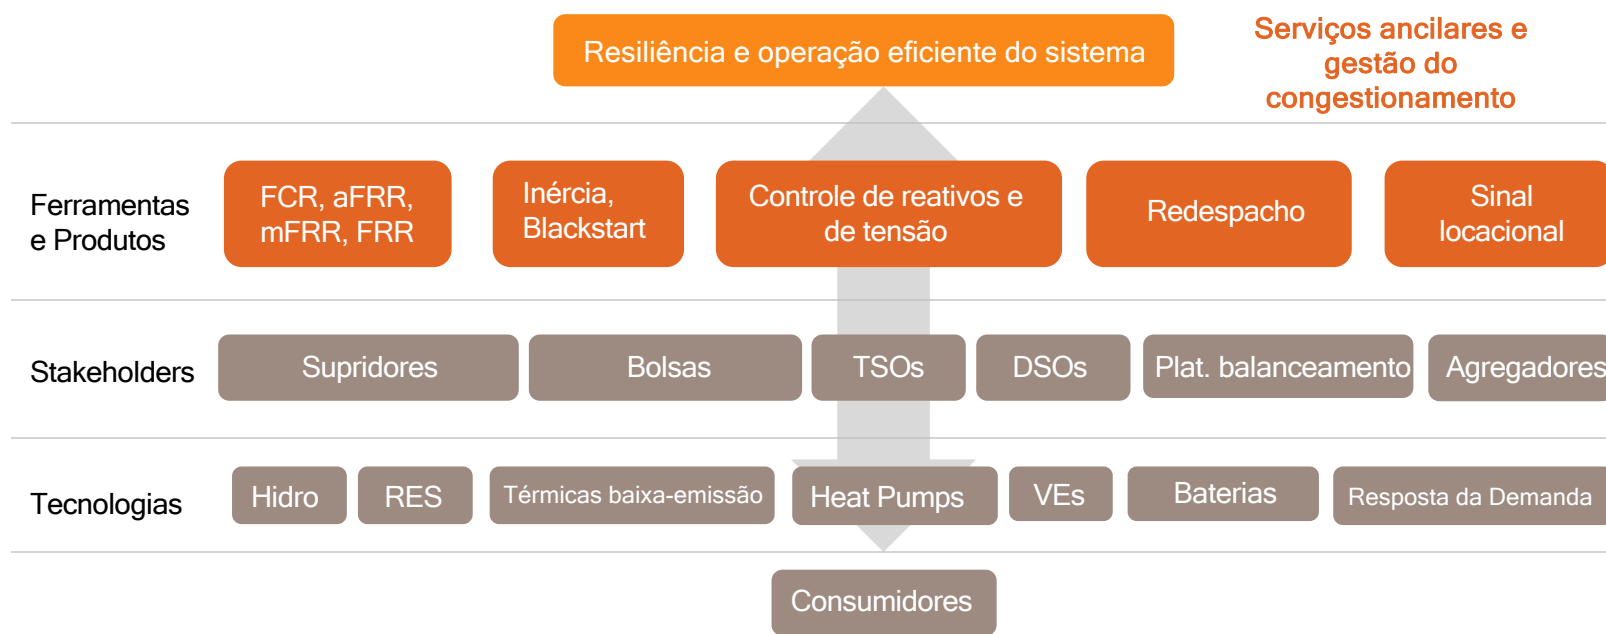 Resiliência e operação eficiente do sistema
Serviços ancilares e
gestão do
congestionamento
Ferramentas
e Produtos
FCR, aFRR,
mFRR, FRR
Inércia,
Blackstart
Controle de reativos e
de tensão
Redespacho
Sinal
locacional
Stakeholders
Supridores
Bolsas
TSOs
DSOs
Plat. balanceamento
Agregadores
Tecnologias
Hidro
RES
Térmicas baixa-emissão
Heat Pumps
VEs
Baterias
Resposta da Demanda
Consumidores